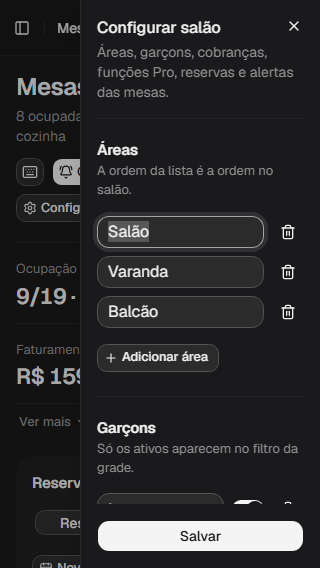 Configurar salão
Áreas, garçons, cobranças,
funções Pro, reservas e alertas
das mesas.
Áreas
A ordem da lista é a ordem no
salão.
Salão
Varanda
Balcão
Adicionar área
Garçons
Só os ativos aparecem no filtro da
grade.
Salvar
Mesas
8 ocupada
cozinha
Config
Ocupação
9/19 ·
Faturamen
R$ 159
Ver mais
Reserv
Res
Nov